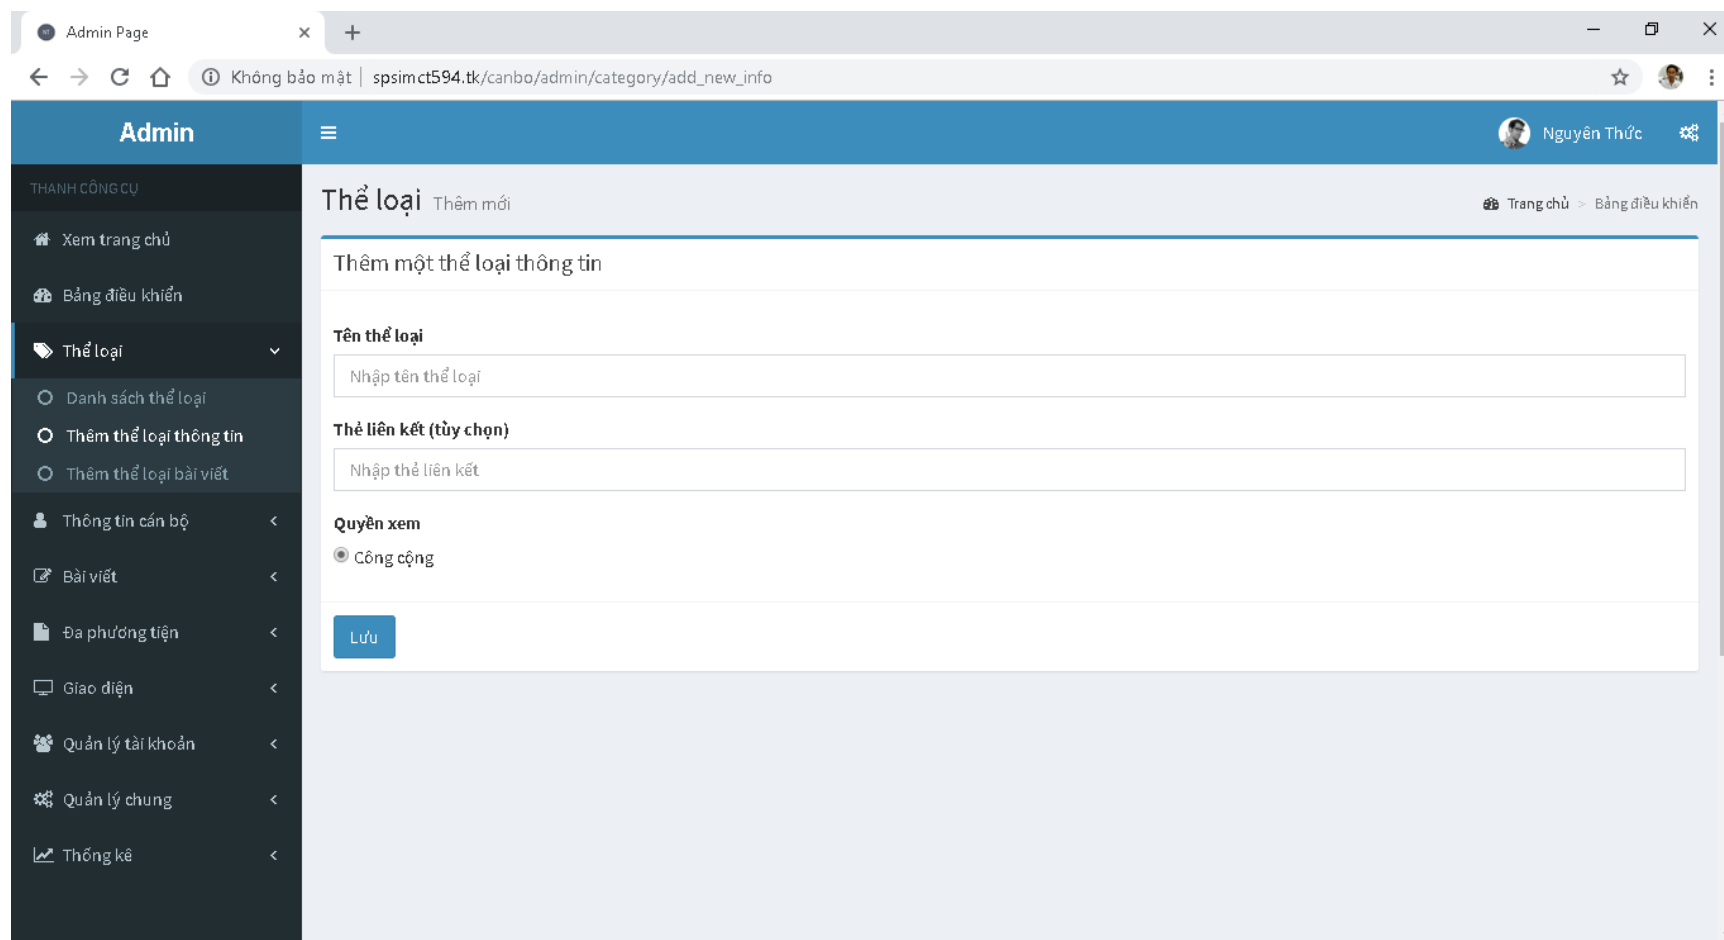 Admin Page
Không bảo mật | spsimct594.tk/canbo/admin/category/add_new_info
Admin
Nguyên Thức
THANH CÔNG CỤ
Xem trang chủ
Bảng điều khiển
Thể loại
Danh sách thể loại
Thêm thể loại thông tin
Thêm thể loại bài viết
Thông tin cán bộ
Bài viết
Đa phương tiện
Giao diện
Quản lý tài khoản
Quản lý chung
Thống kê
Thể loại Thêm mới
Trang chủ > Bảng điều khiển
Thêm một thể loại thông tin
Tên thể loại
Nhập tên thể loại
Thẻ liên kết (tùy chọn)
Nhập thẻ liên kết
Quyền xem
Công cộng
Lưu